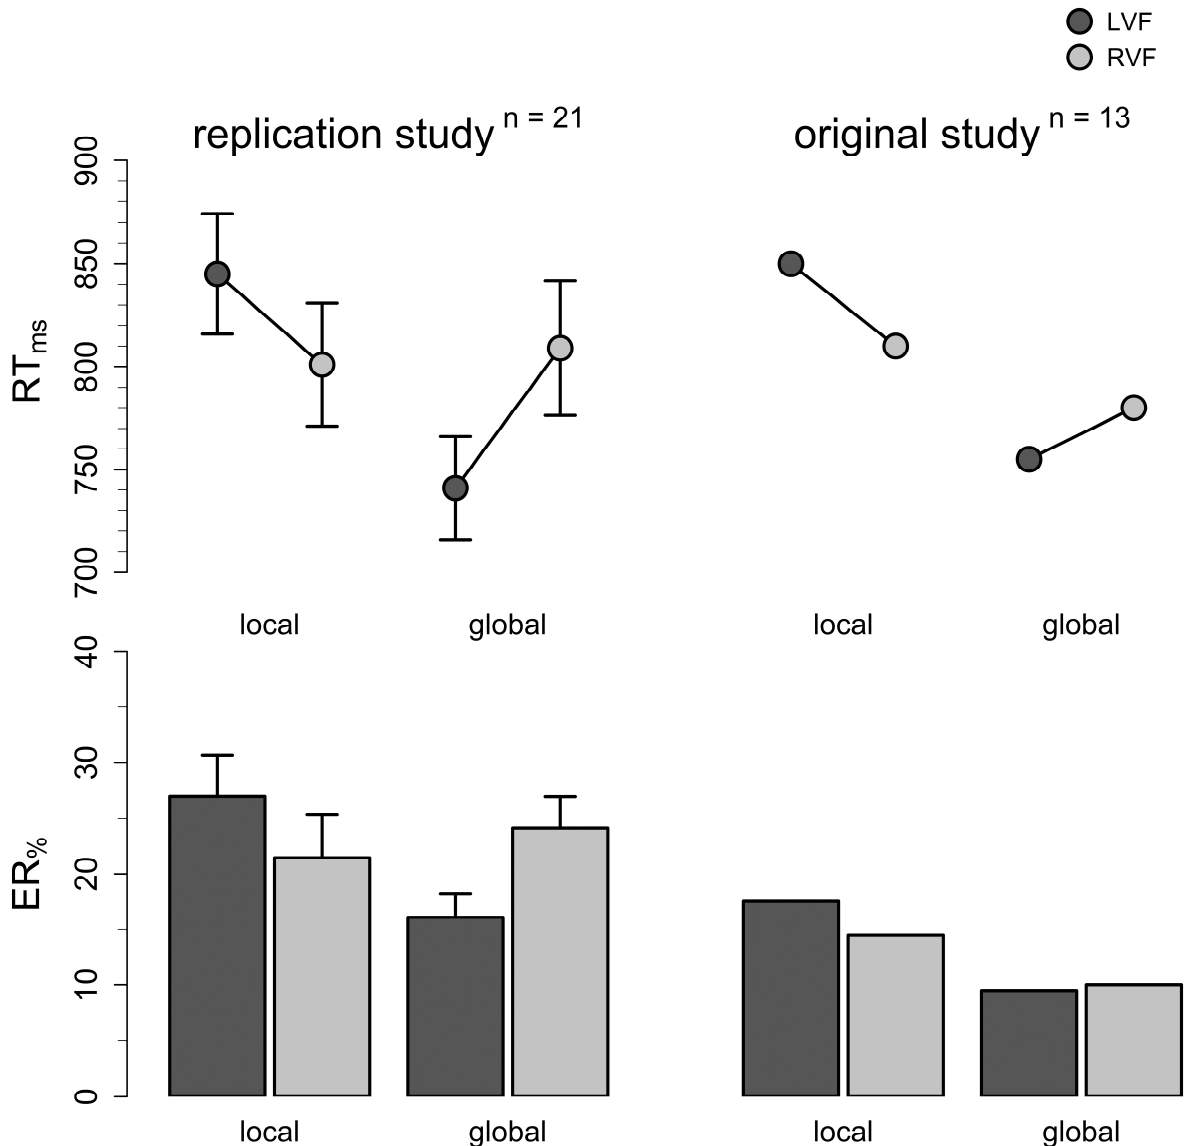 LVF
RVF
replication study n = 21
original study n = 13
RTms
900
850
800
750
700
local global local global
ER%
40
30
20
10
0
local global local global